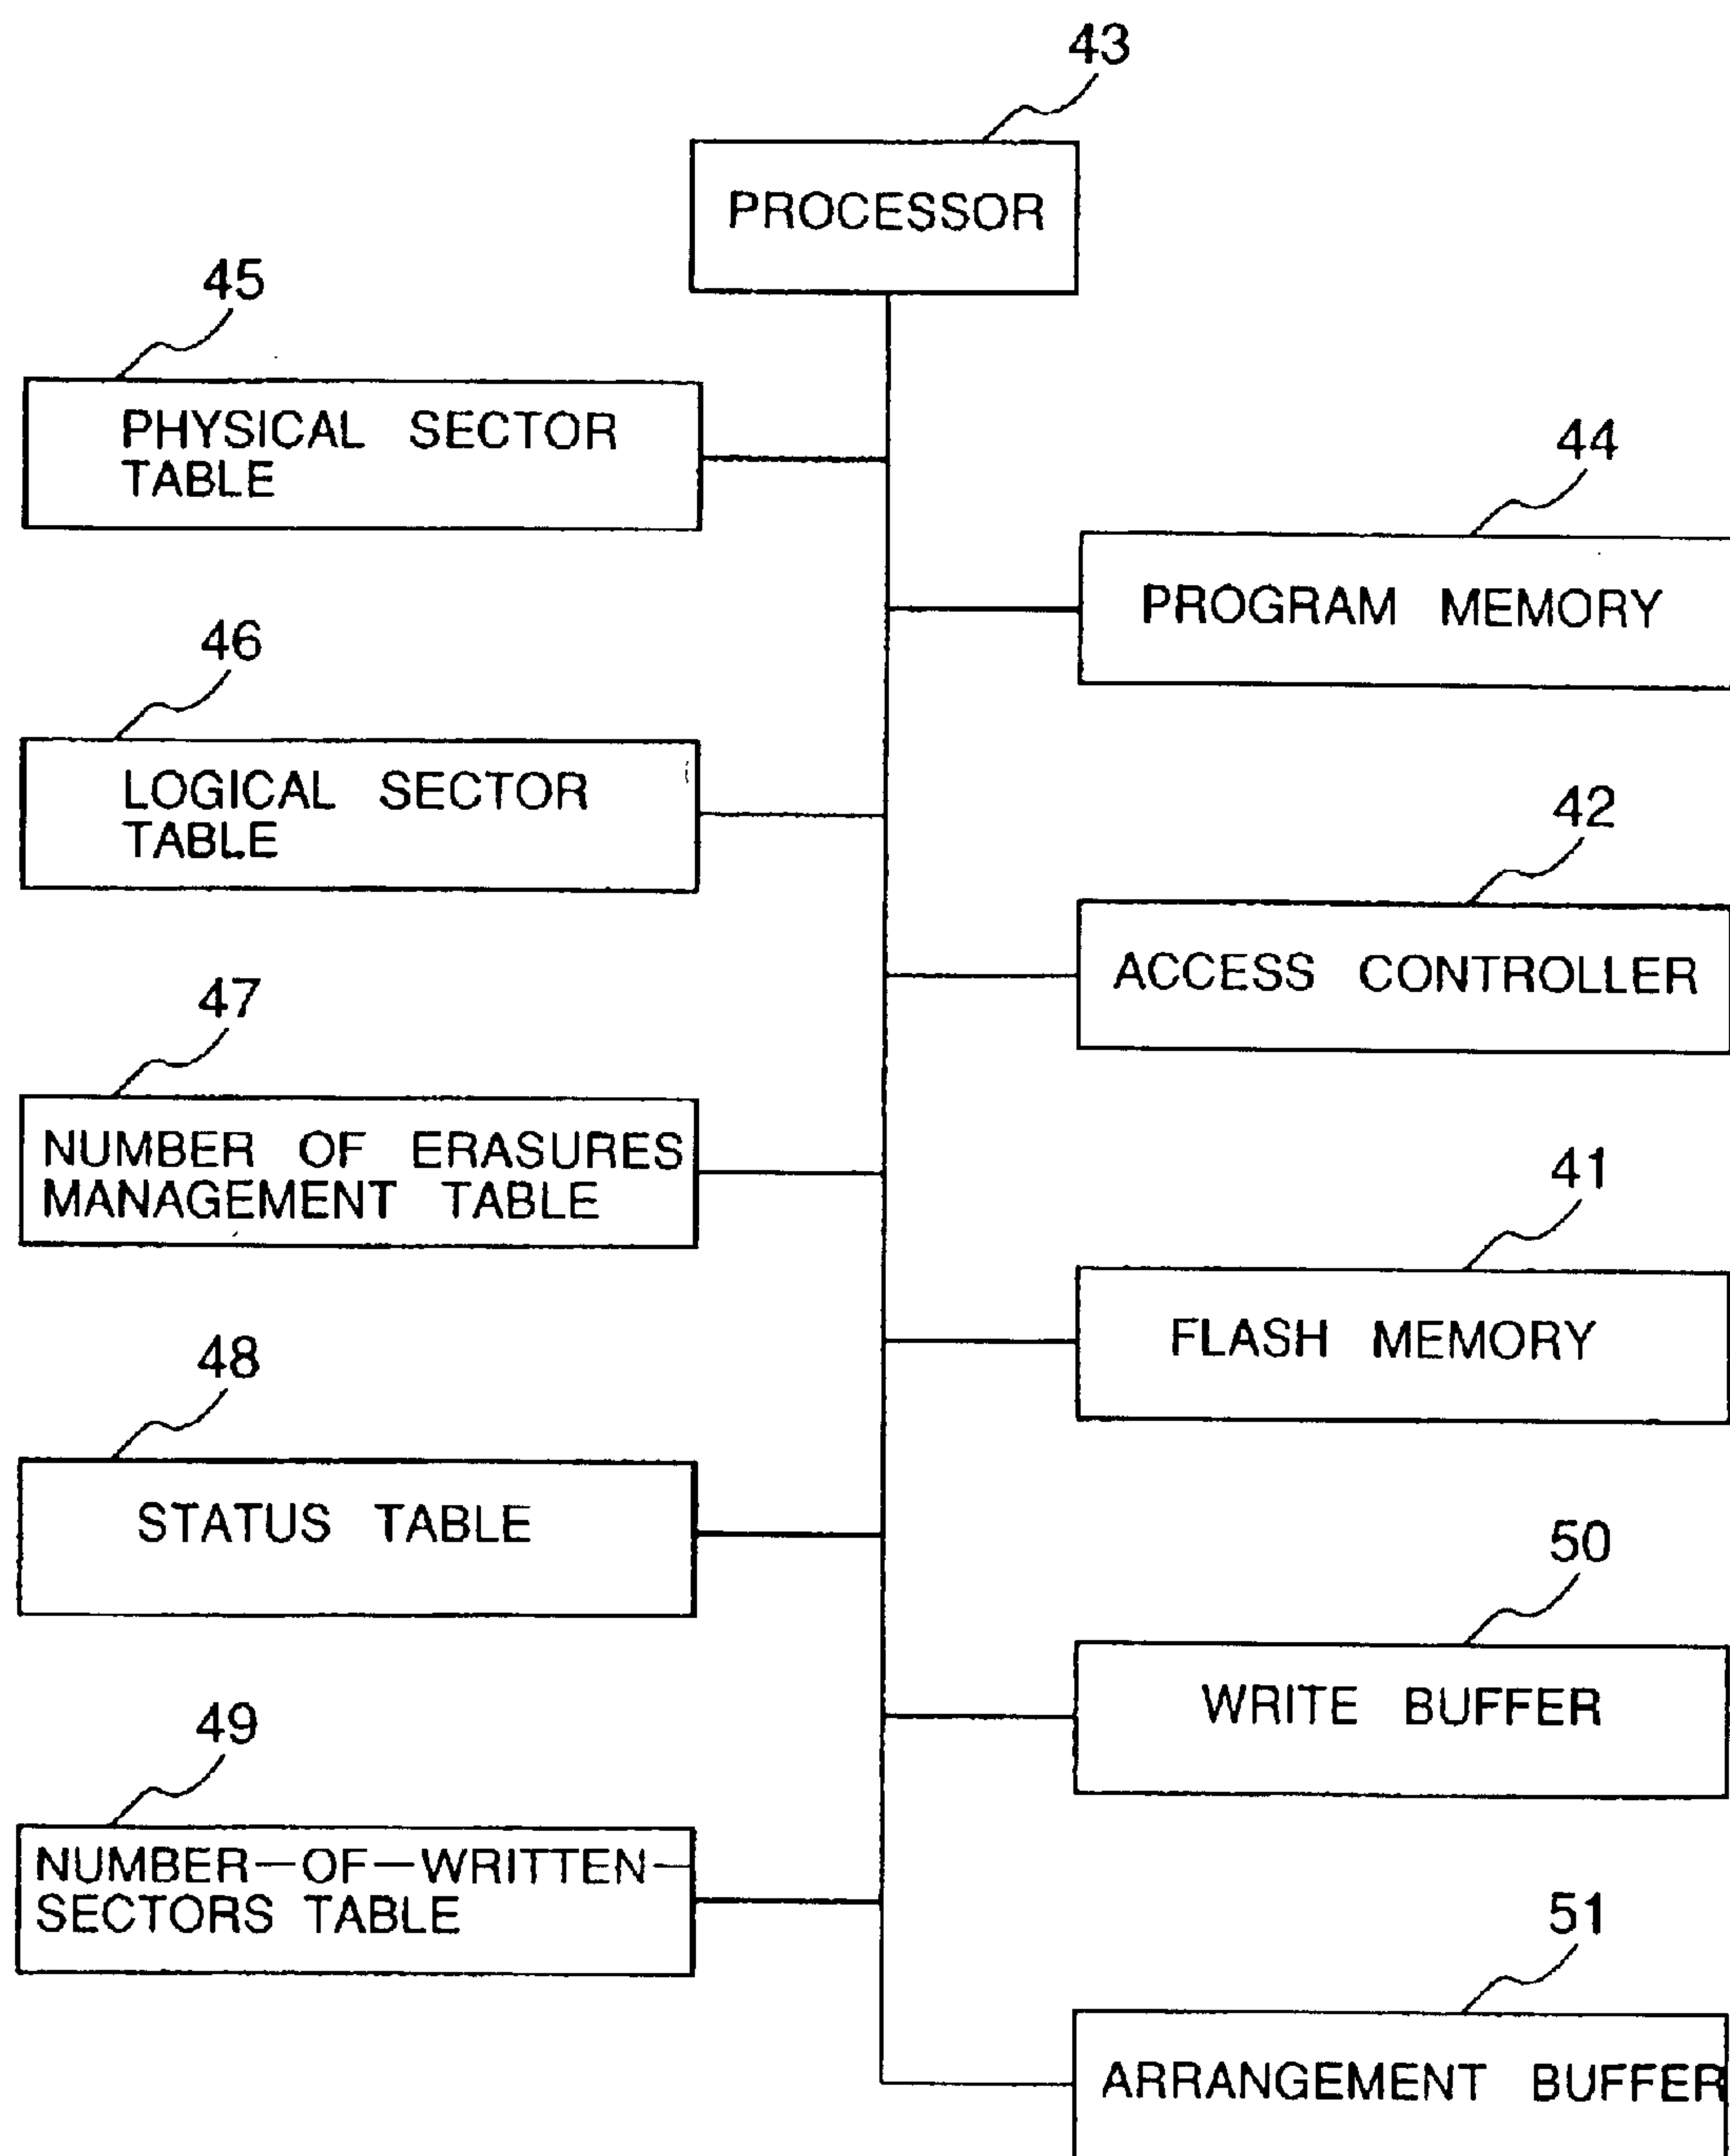 43
PROCESSOR
45
PHYSICAL SECTOR
TABLE
44
PROGRAM MEMORY
46
LOGICAL SECTOR
TABLE
42
ACCESS CONTROLLER
47
NUMBER OF ERASURES
MANAGEMENT TABLE
41
FLASH MEMORY
48
STATUS TABLE
50
WRITE BUFFER
49
NUMBER—OF—WRITTEN—
SECTORS TABLE
51
ARRANGEMENT BUFFER